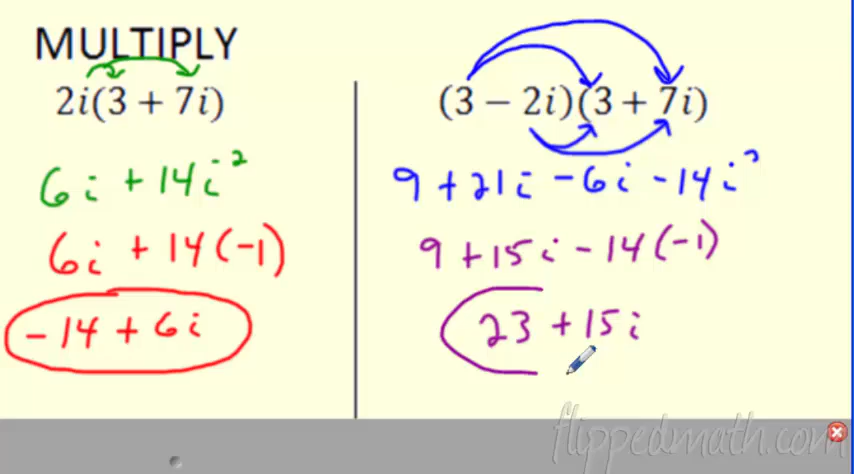 MULTIPLY
2i(3 + 7i)
6i + 14i²
6i + 14(-1)
-14 + 6i
(3 − 2i)(3 + 7i)
9 + 21i - 6i - 14i²
9 + 15i - 14(-1)
23 + 15i
flippedmath.com